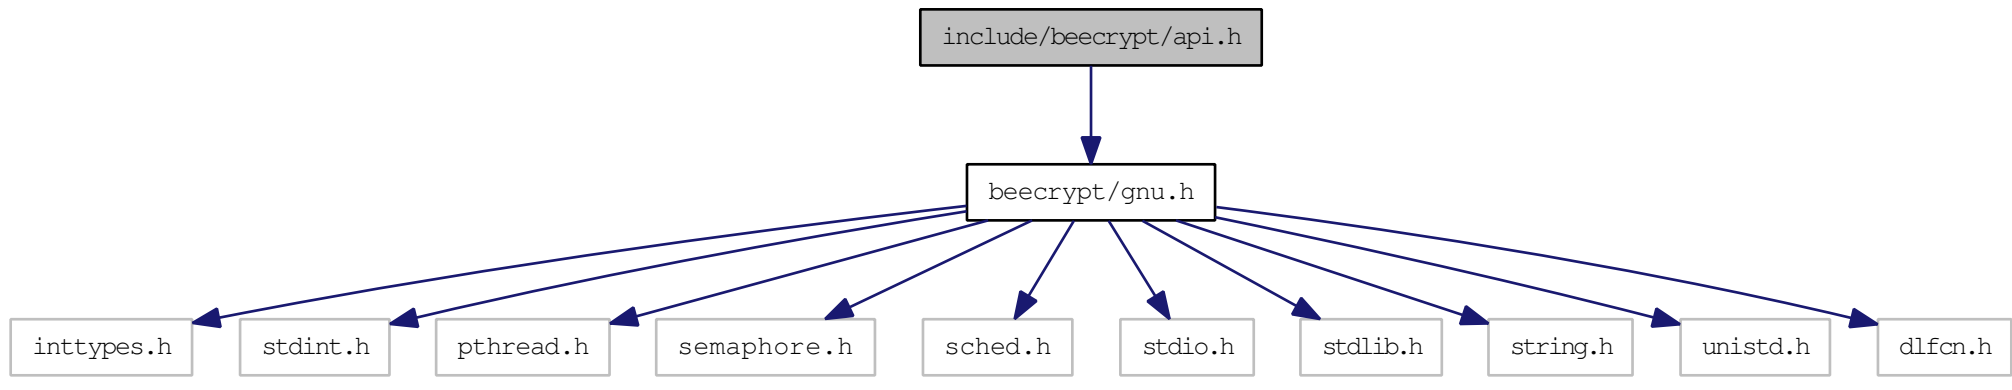 include/beecrypt/api.h
beecrypt/gnu.h
inttypes.h
stdint.h
pthread.h
semaphore.h
sched.h
stdio.h
stdlib.h
string.h
unistd.h
dlfcn.h